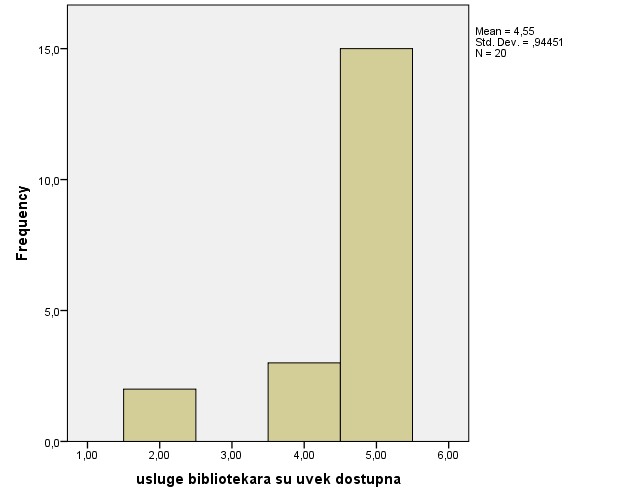 Mean = 4,55
Std. Dev. = ,94451
N = 20
15,0
10,0
5,0
0,0
Frequency
1,00 2,00 3,00 4,00 5,00 6,00
usluge bibliotekara su uvek dostupna